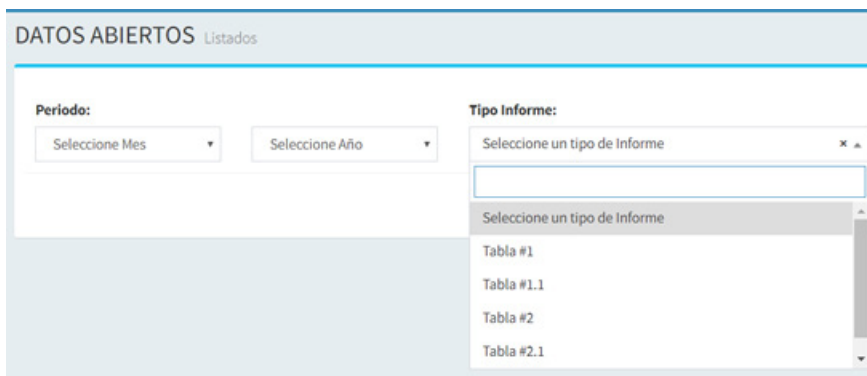 DATOS ABIERTOS Listados
Periodo:
Tipo Informe:
Seleccione Mes
Seleccione Año
Seleccione un tipo de Informe
Seleccione un tipo de Informe
Tabla #1
Tabla #1.1
Tabla #2
Tabla #2.1